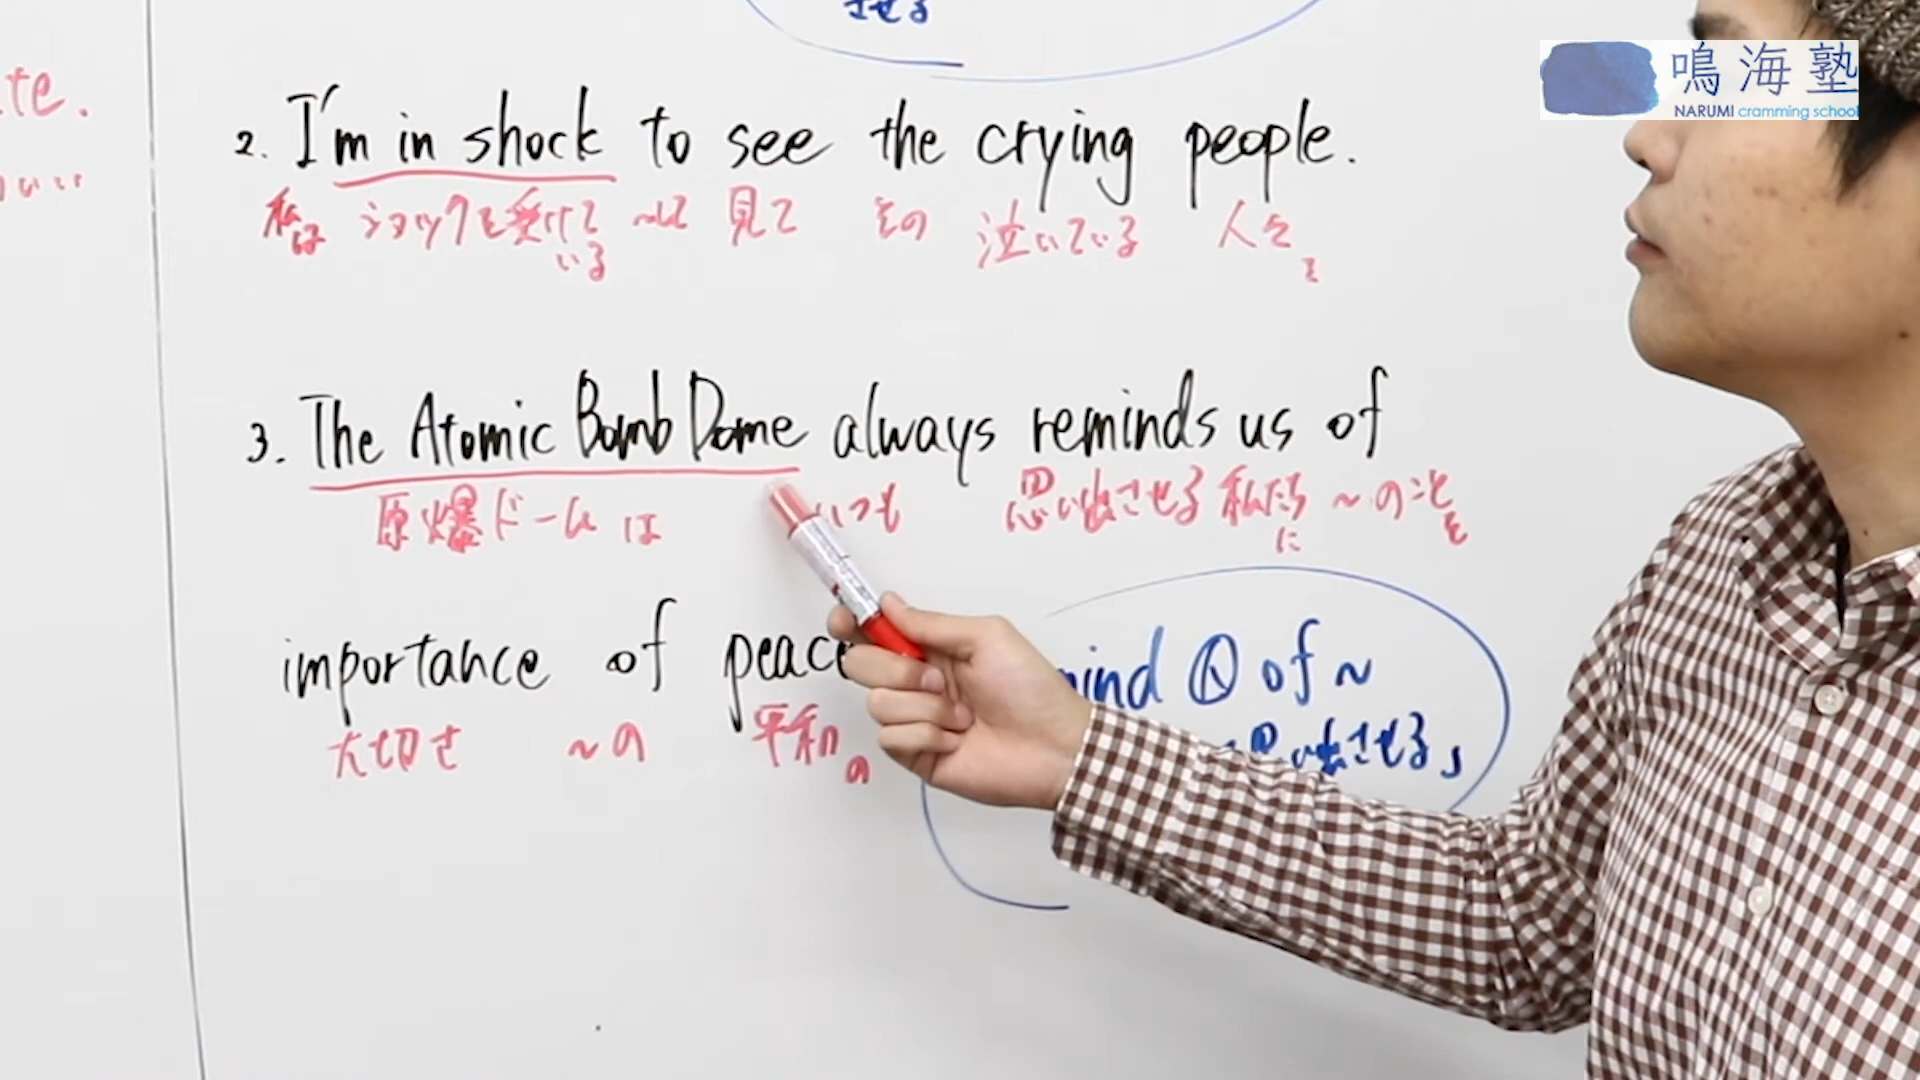 させる
鳴海塾
NARUMI cramming school
te.
2. I'm in shock to see the crying people.
私は ショックを受けている 〜して 見て その 泣いている 人々を
3. The Atomic Bomb Dome always reminds us of
原爆ドームは いつも 思い出させる 私たちに 〜のことを
importance of peace
大切さ 〜の 平和の
mind Ⓐ of 〜
思い出させる」